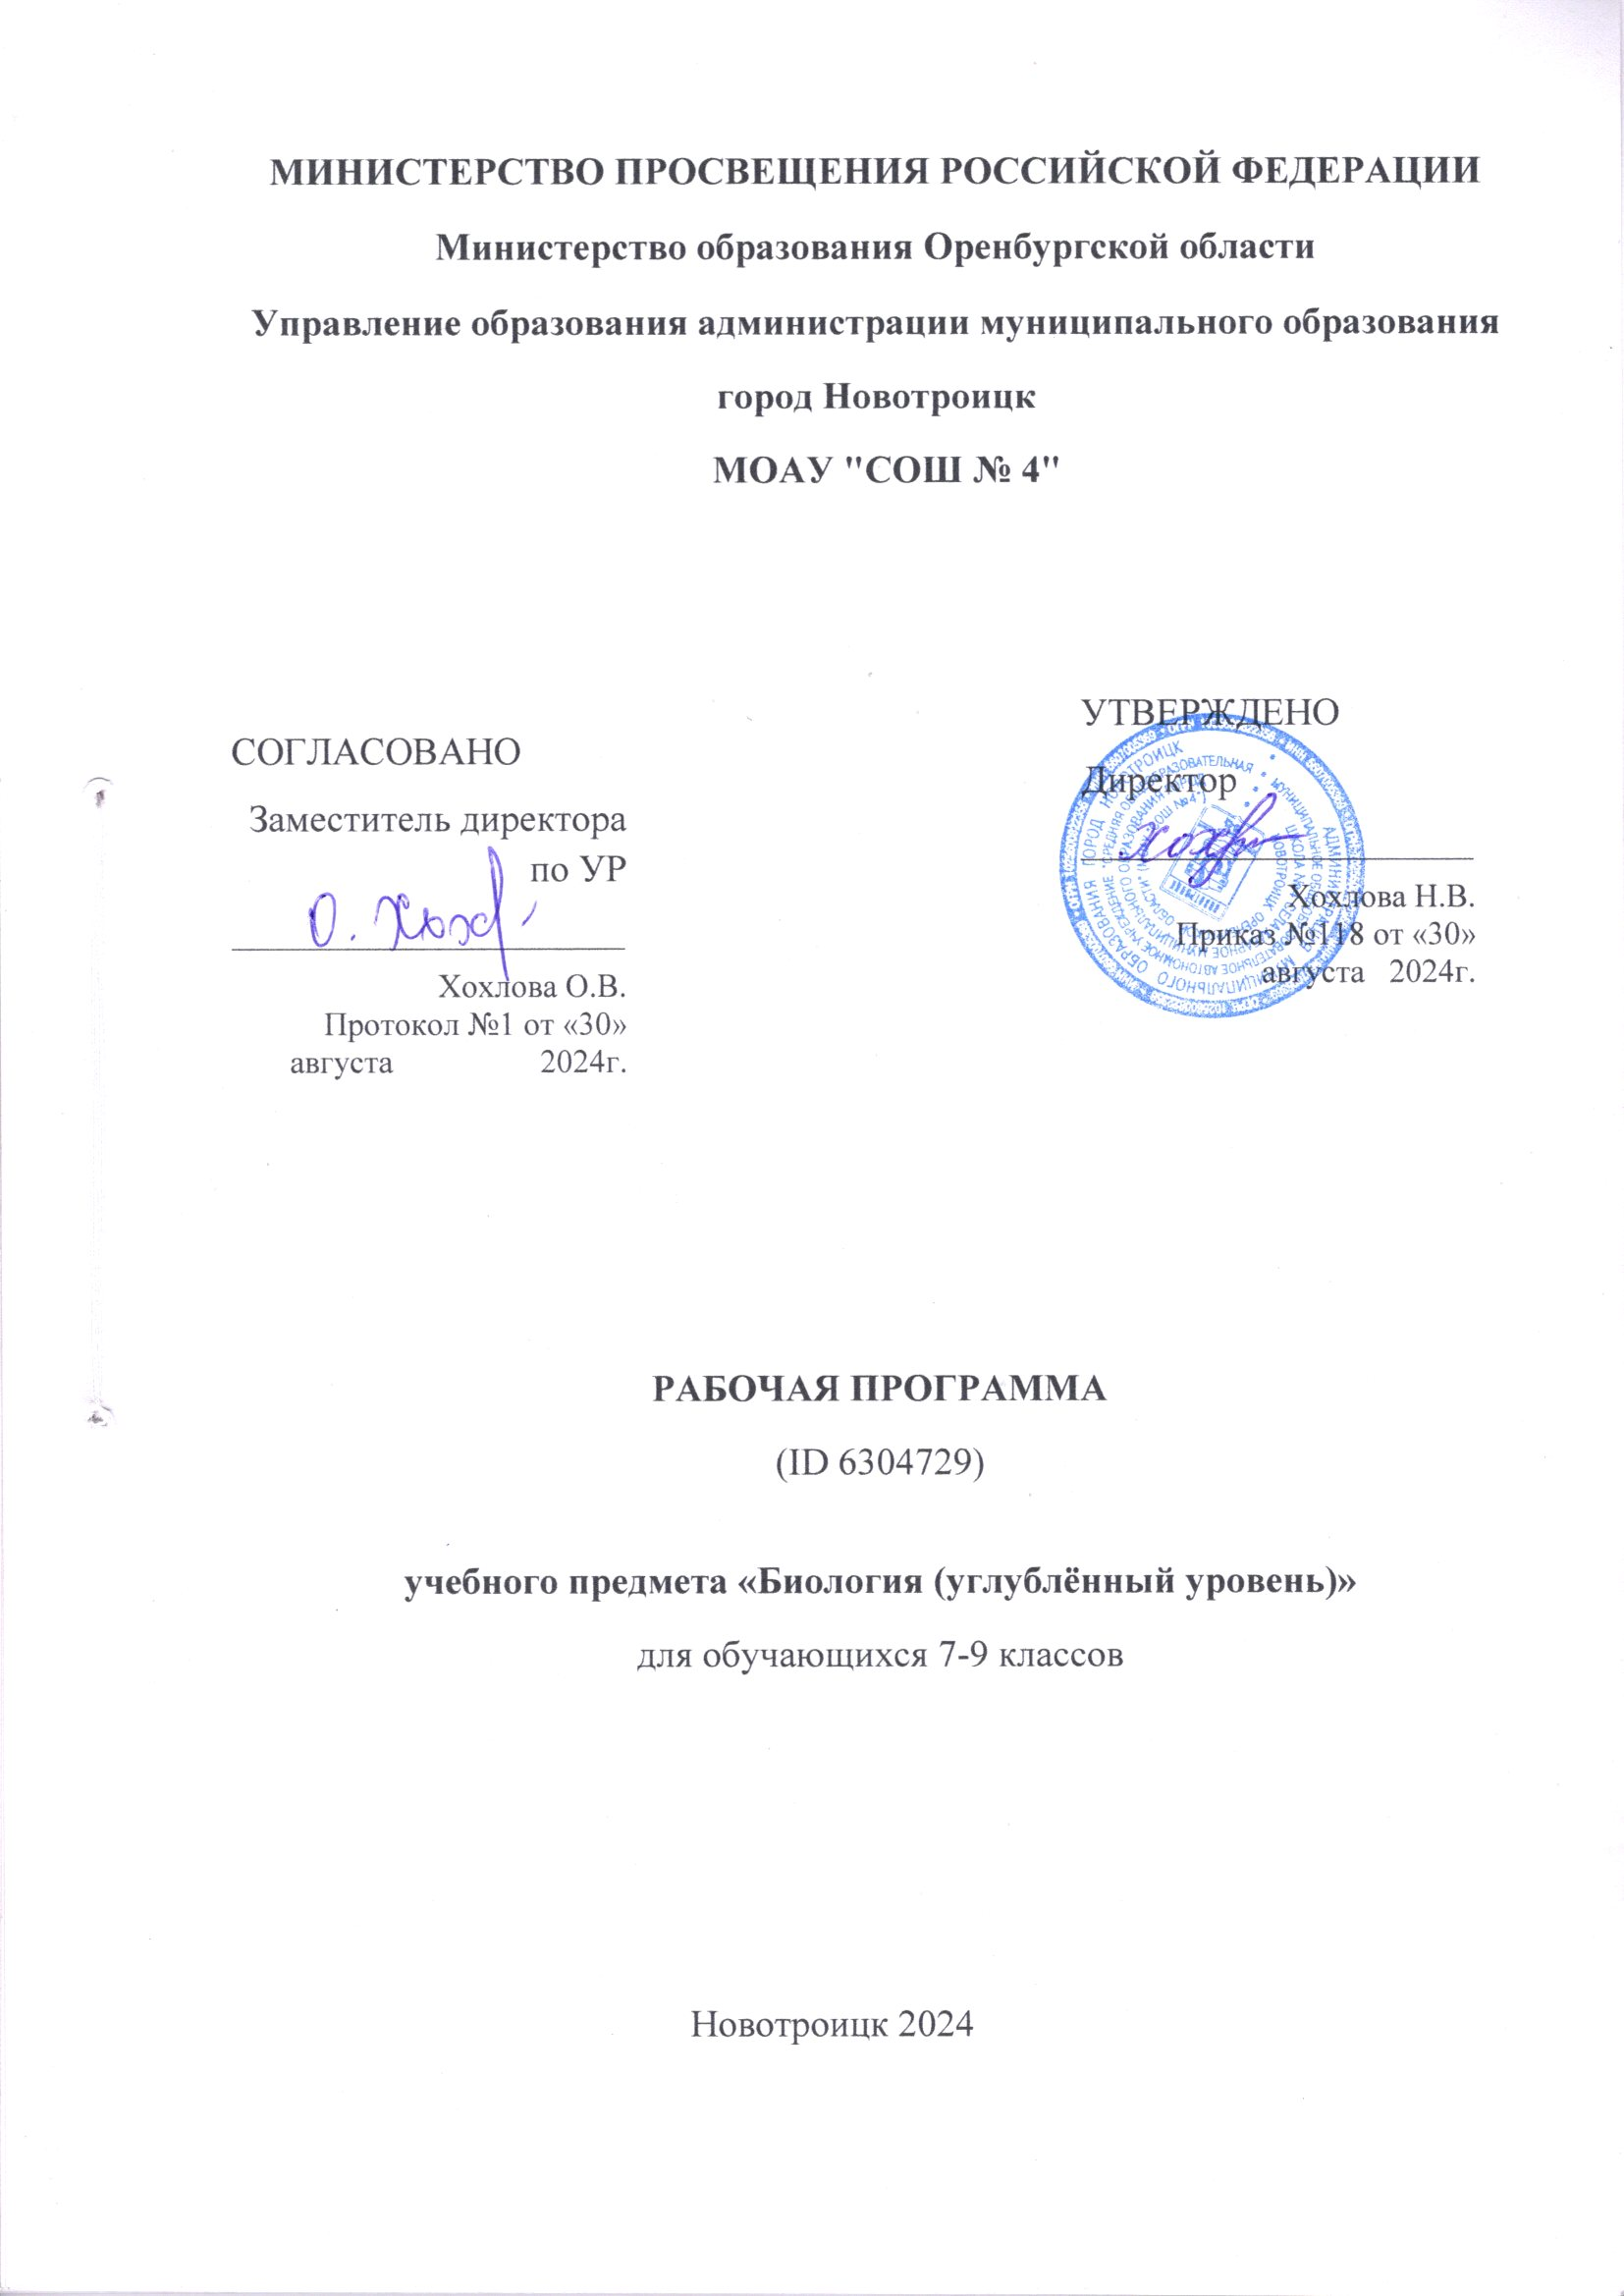 МИНИСТЕРСТВО ПРОСВЕЩЕНИЯ РОССИЙСКОЙ ФЕДЕРАЦИИ
Министерство образования Оренбургской области
Управление образования администрации муниципального образования
город Новотроицк
МОАУ "СОШ № 4"
СОГЛАСОВАНО
Заместитель директора
по УР
О. Хохл
Хохлова О.В.
Протокол №1 от «30»
августа 2024г.
УТВЕРЖДЕНО
Директор
Хохлова Н.В.
Приказ №118 от «30»
августа 2024г.
РАБОЧАЯ ПРОГРАММА
(ID 6304729)
учебного предмета «Биология (углублённый уровень)»
для обучающихся 7-9 классов
Новотроицк 2024